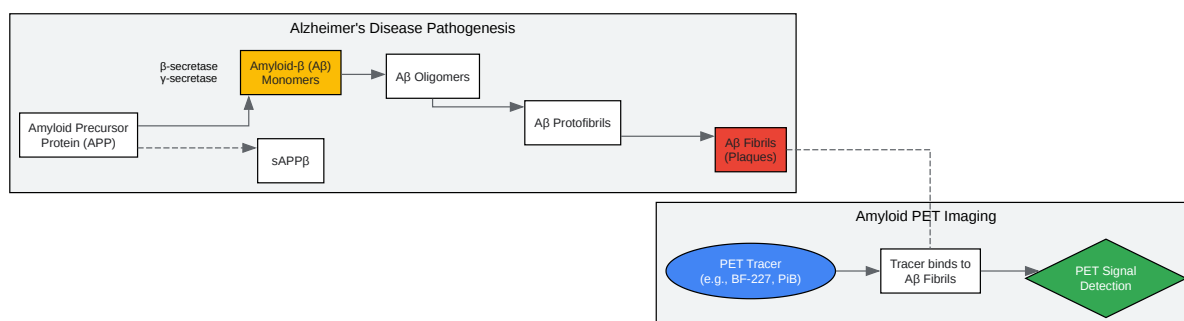 Alzheimer's Disease Pathogenesis
β-secretase
γ-secretase
Amyloid-β (Aβ)
Monomers
Aβ Oligomers
Amyloid Precursor
Protein (APP)
Aβ Protofibrils
sAPPβ
Aβ Fibrils
(Plaques)
Amyloid PET Imaging
PET Tracer
(e.g., BF-227, PiB)
Tracer binds to
Aβ Fibrils
PET Signal
Detection